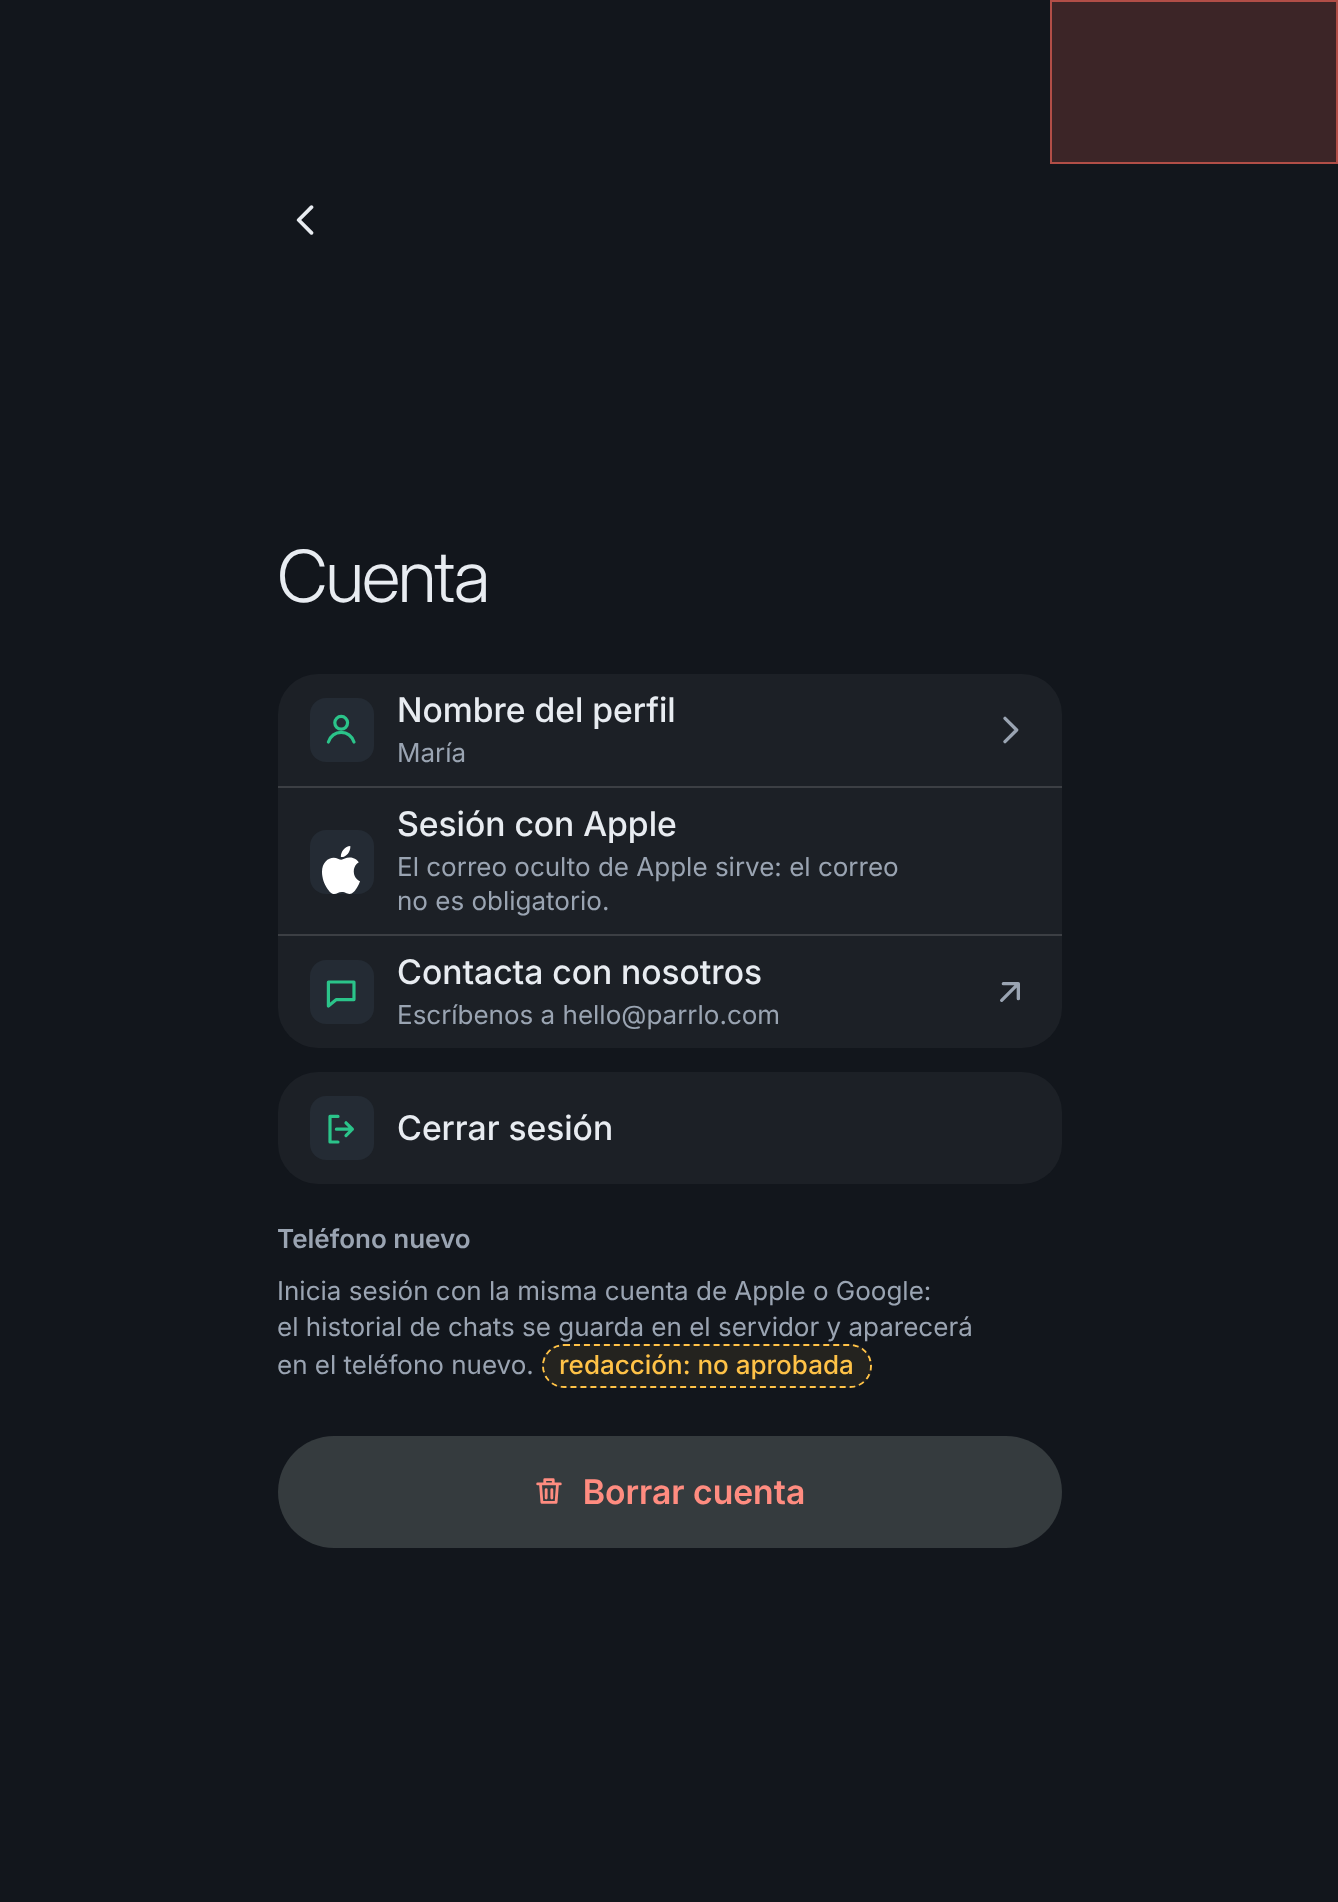 Cuenta
Nombre del perfil
María
Sesión con Apple
El correo oculto de Apple sirve: el correo
no es obligatorio.
Contacta con nosotros
Escríbenos a hello@parrlo.com
Cerrar sesión
Teléfono nuevo
Inicia sesión con la misma cuenta de Apple o Google:
el historial de chats se guarda en el servidor y aparecerá
en el teléfono nuevo. redacción: no aprobada
Borrar cuenta